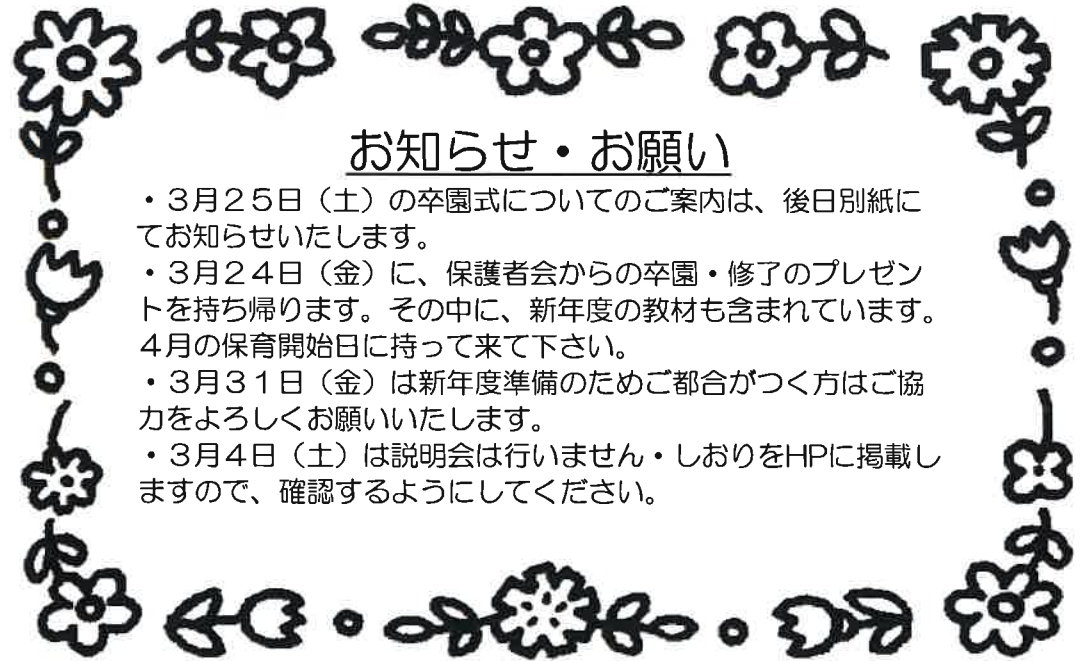 お知らせ・お願い
・３月２５日（土）の卒園式についてのご案内は、後日別紙に
てお知らせいたします。
・３月２４日（金）に、保護者会からの卒園・修了のプレゼン
トを持ち帰ります。その中に、新年度の教材も含まれています。
４月の保育開始日に持って来て下さい。
・３月３１日（金）は新年度準備のためご都合がつく方はご協
力をよろしくお願いいたします。
・３月４日（土）は説明会は行いません・しおりをHPに掲載し
ますので、確認するようにしてください。